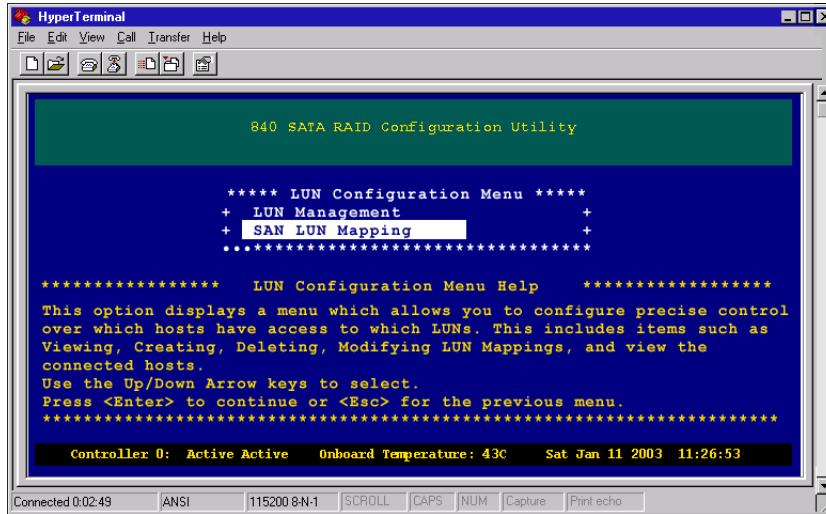 HyperTerminal
File Edit View Call Transfer Help
840 SATA RAID Configuration Utility
***** LUN Configuration Menu *****
+ LUN Management +
+ SAN LUN Mapping +
...********************************
***************** LUN Configuration Menu Help ******************
This option displays a menu which allows you to configure precise control
over which hosts have access to which LUNs. This includes items such as
Viewing, Creating, Deleting, Modifying LUN Mappings, and view the
connected hosts.
Use the Up/Down Arrow keys to select.
Press <Enter> to continue or <Esc> for the previous menu.
**********************************************************************
Controller 0: Active Active Onboard Temperature: 43C Sat Jan 11 2003 11:26:53
Connected 0:02:49 ANSI 115200 8-N-1 SCROLL CAPS NUM Capture Print echo